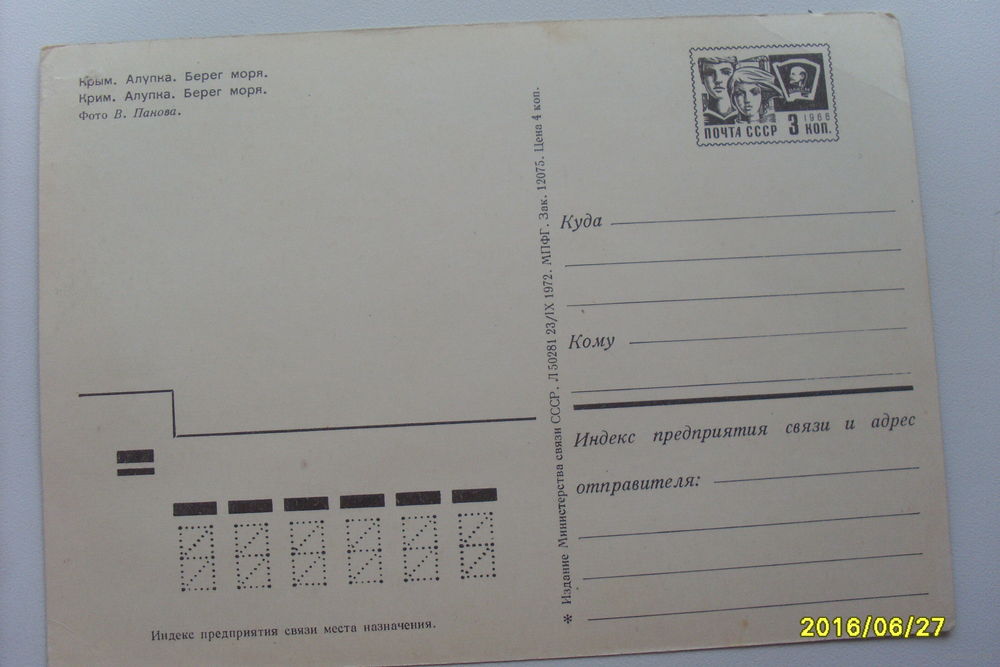 Крым. Алупка. Берег моря.
Крим. Алупка. Берег моря.
Фото В. Панова.
ПОЧТА СССР 3 КОП.
1966
* Издание Министерства связи СССР. Л 50281 23/IX 1972. МПФГ. Зак. 12075. Цена 4 коп.
Куда
Кому
Индекс предприятия связи и адрес
отправителя:
Индекс предприятия связи места назначения.
2016/06/27